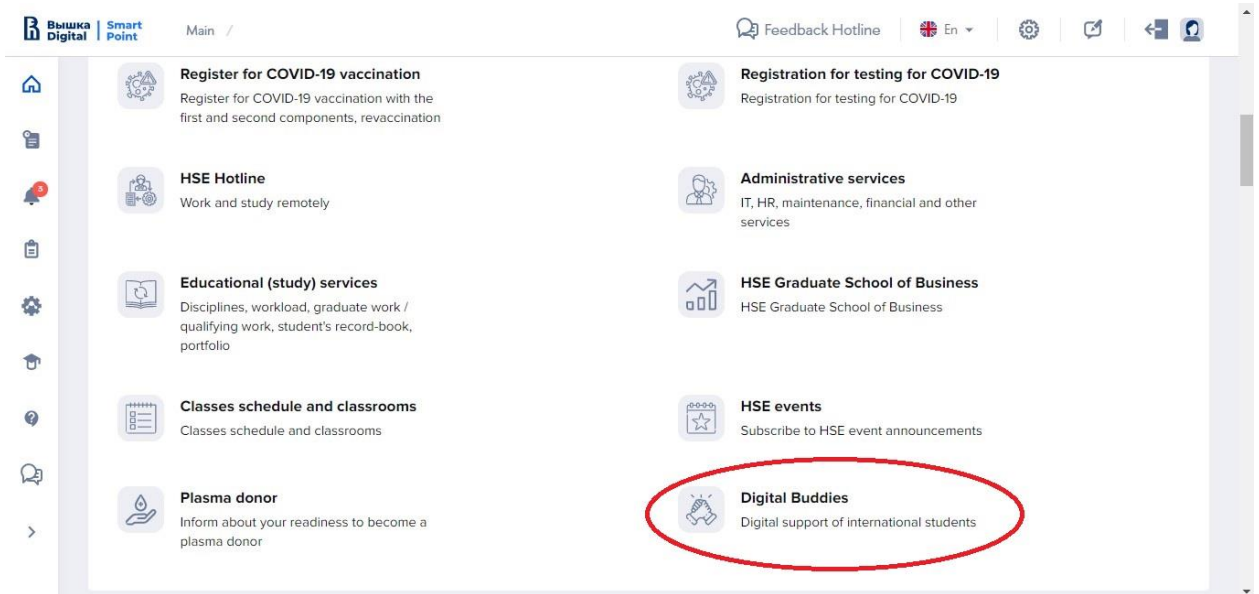 Вышка | Smart
Digital | Point
Main /
Feedback Hotline
En
3
Register for COVID-19 vaccination
Register for COVID-19 vaccination with the
first and second components, revaccination
Registration for testing for COVID-19
Registration for testing for COVID-19
HSE Hotline
Work and study remotely
Administrative services
IT, HR, maintenance, financial and other
services
Educational (study) services
Disciplines, workload, graduate work /
qualifying work, student's record-book,
portfolio
HSE Graduate School of Business
HSE Graduate School of Business
Classes schedule and classrooms
Classes schedule and classrooms
HSE events
Subscribe to HSE event announcements
Plasma donor
Inform about your readiness to become a
plasma donor
Digital Buddies
Digital support of international students